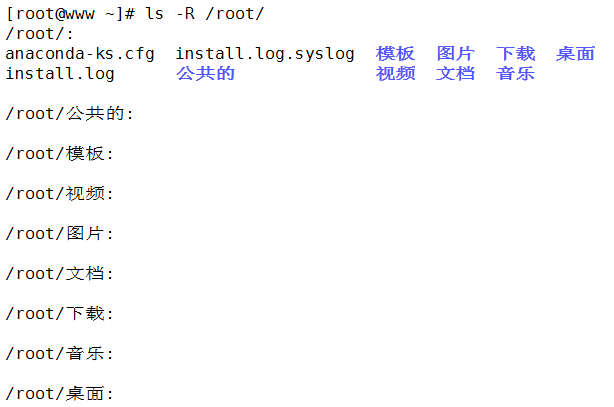 [root@www ~]# ls -R /root/
/root/:
anaconda-ks.cfg  install.log.syslog  模板  图片  下载  桌面
install.log      公共的              视频  文档  音乐
/root/公共的:
/root/模板:
/root/视频:
/root/图片:
/root/文档:
/root/下载:
/root/音乐:
/root/桌面: